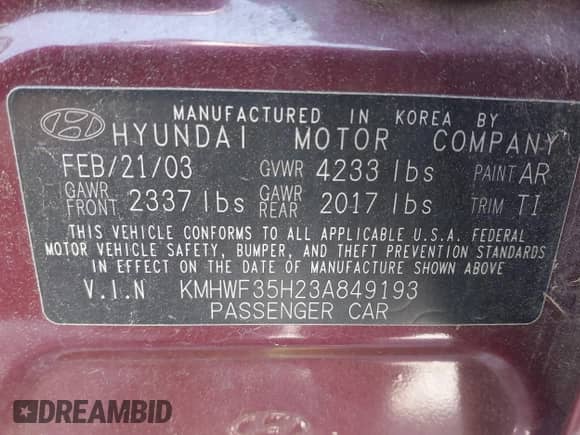 MANUFACTURED IN KOREA BY
HYUNDAI MOTOR COMPANY
FEB/21/03 GVWR 4233 lbs PAINT AR
GAWR FRONT 2337 lbs GAWR REAR 2017 lbs TRIM TI
THIS VEHICLE CONFORMS TO ALL APPLICABLE U.S.A. FEDERAL
MOTOR VEHICLE SAFETY, BUMPER, AND THEFT PREVENTION STANDARDS
IN EFFECT ON THE DATE OF MANUFACTURE SHOWN ABOVE
V.I.N KMHWF35H23A849193
PASSENGER CAR
DREAMBID